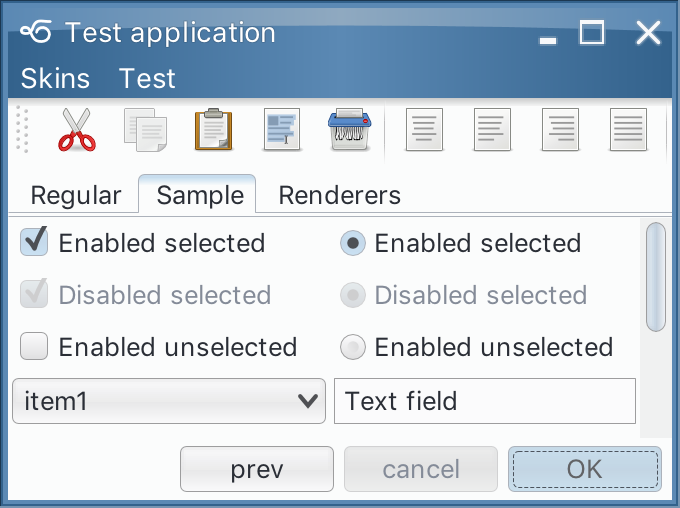 Test application
Skins Test
Regular Sample Renderers
Enabled selected Enabled selected
Disabled selected Disabled selected
Enabled unselected Enabled unselected
item1 Text field
prev cancel OK